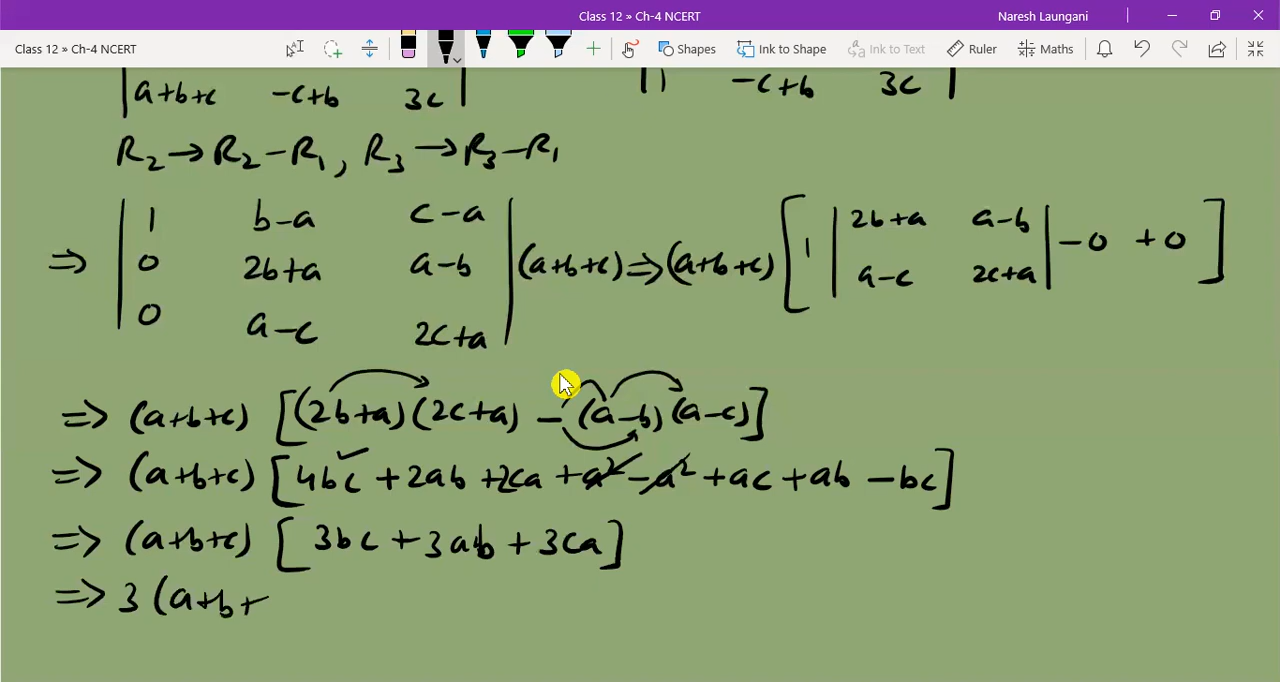 Class 12 » Ch-4 NCERT
Naresh Laungani
Class 12 » Ch-4 NCERT
Shapes
Ink to Shape
Ink to Text
Ruler
Maths
|a+b+c -c+b 3c| |1 -c+b 3c|
R₂→R₂-R₁, R₃→R₃-R₁
=> |1 b-a c-a| (a+b+c) => (a+b+c) [1 |2b+a a-b| -0 +0]
|0 2b+a a-b| |a-c 2c+a|
|0 a-c 2c+a|
=> (a+b+c) [(2b+a)(2c+a) - (a-b)(a-c)]
=> (a+b+c) [4bc +2ab +2ca +a² -a² +ac +ab -bc]
=> (a+b+c) [3bc +3ab +3ca]
=> 3 (a+b+